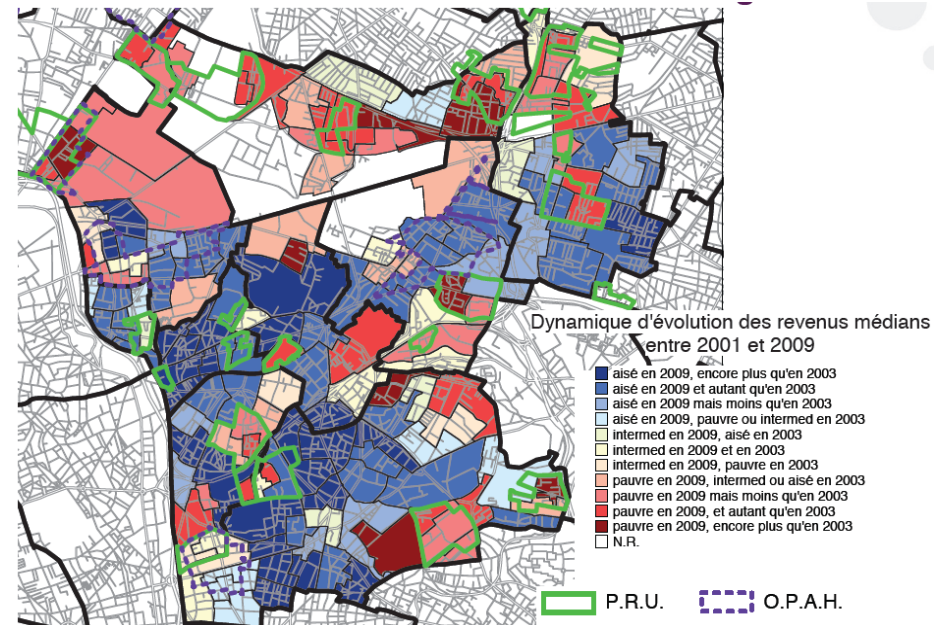 Dynamique d'évolution des revenus médians
entre 2001 et 2009
aisé en 2009, encore plus qu'en 2003
aisé en 2009 et autant qu'en 2003
aisé en 2009 mais moins qu'en 2003
aisé en 2009, pauvre ou intermed en 2003
intermed en 2009, aisé en 2003
intermed en 2009 et en 2003
intermed en 2009, pauvre en 2003
pauvre en 2009, intermed ou aisé en 2003
pauvre en 2009 mais moins qu'en 2003
pauvre en 2009, et autant qu'en 2003
pauvre en 2009, encore plus qu'en 2003
N.R.
P.R.U. O.P.A.H.